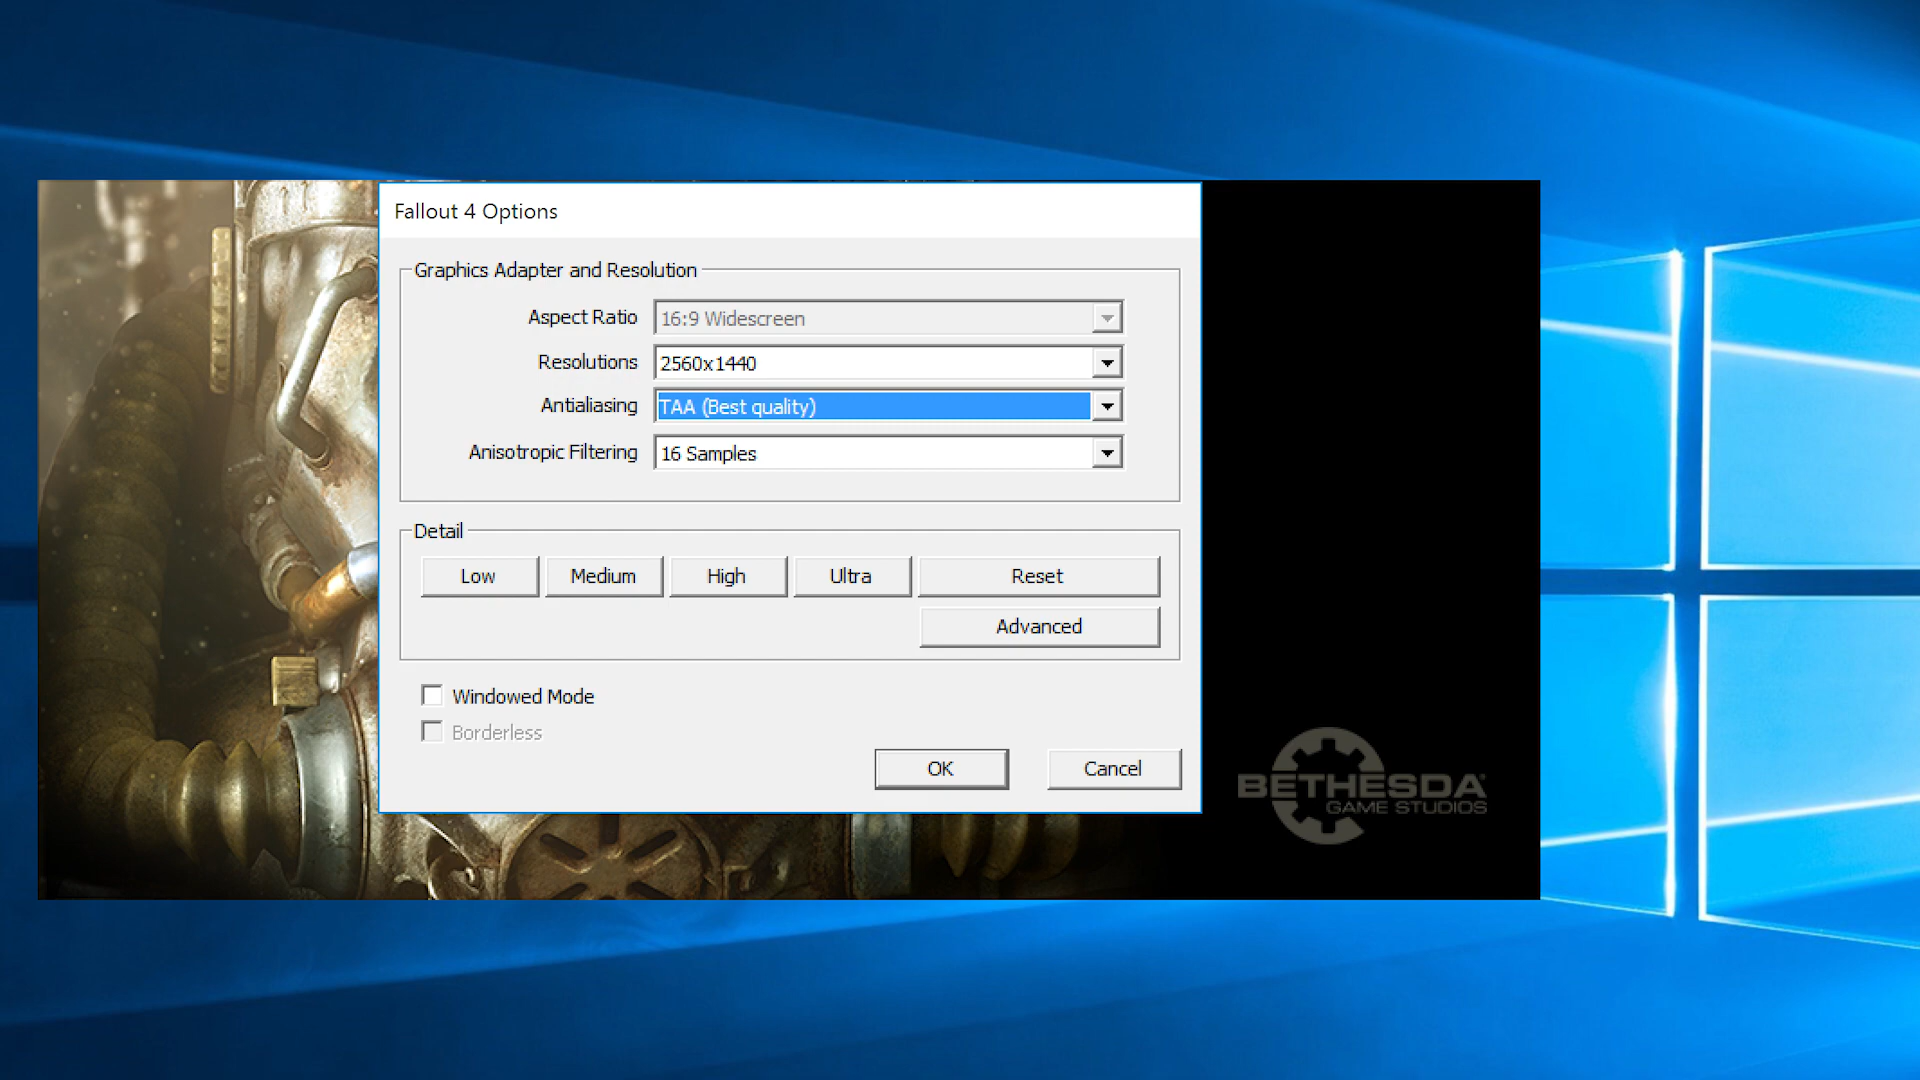 Fallout 4 Options
Graphics Adapter and Resolution
Aspect Ratio 16:9 Widescreen
Resolutions 2560x1440
Antialiasing TAA (Best quality)
Anisotropic Filtering 16 Samples
Detail
Low Medium High Ultra Reset
Advanced
Windowed Mode
Borderless
OK Cancel
BETHESDA
GAME STUDIOS